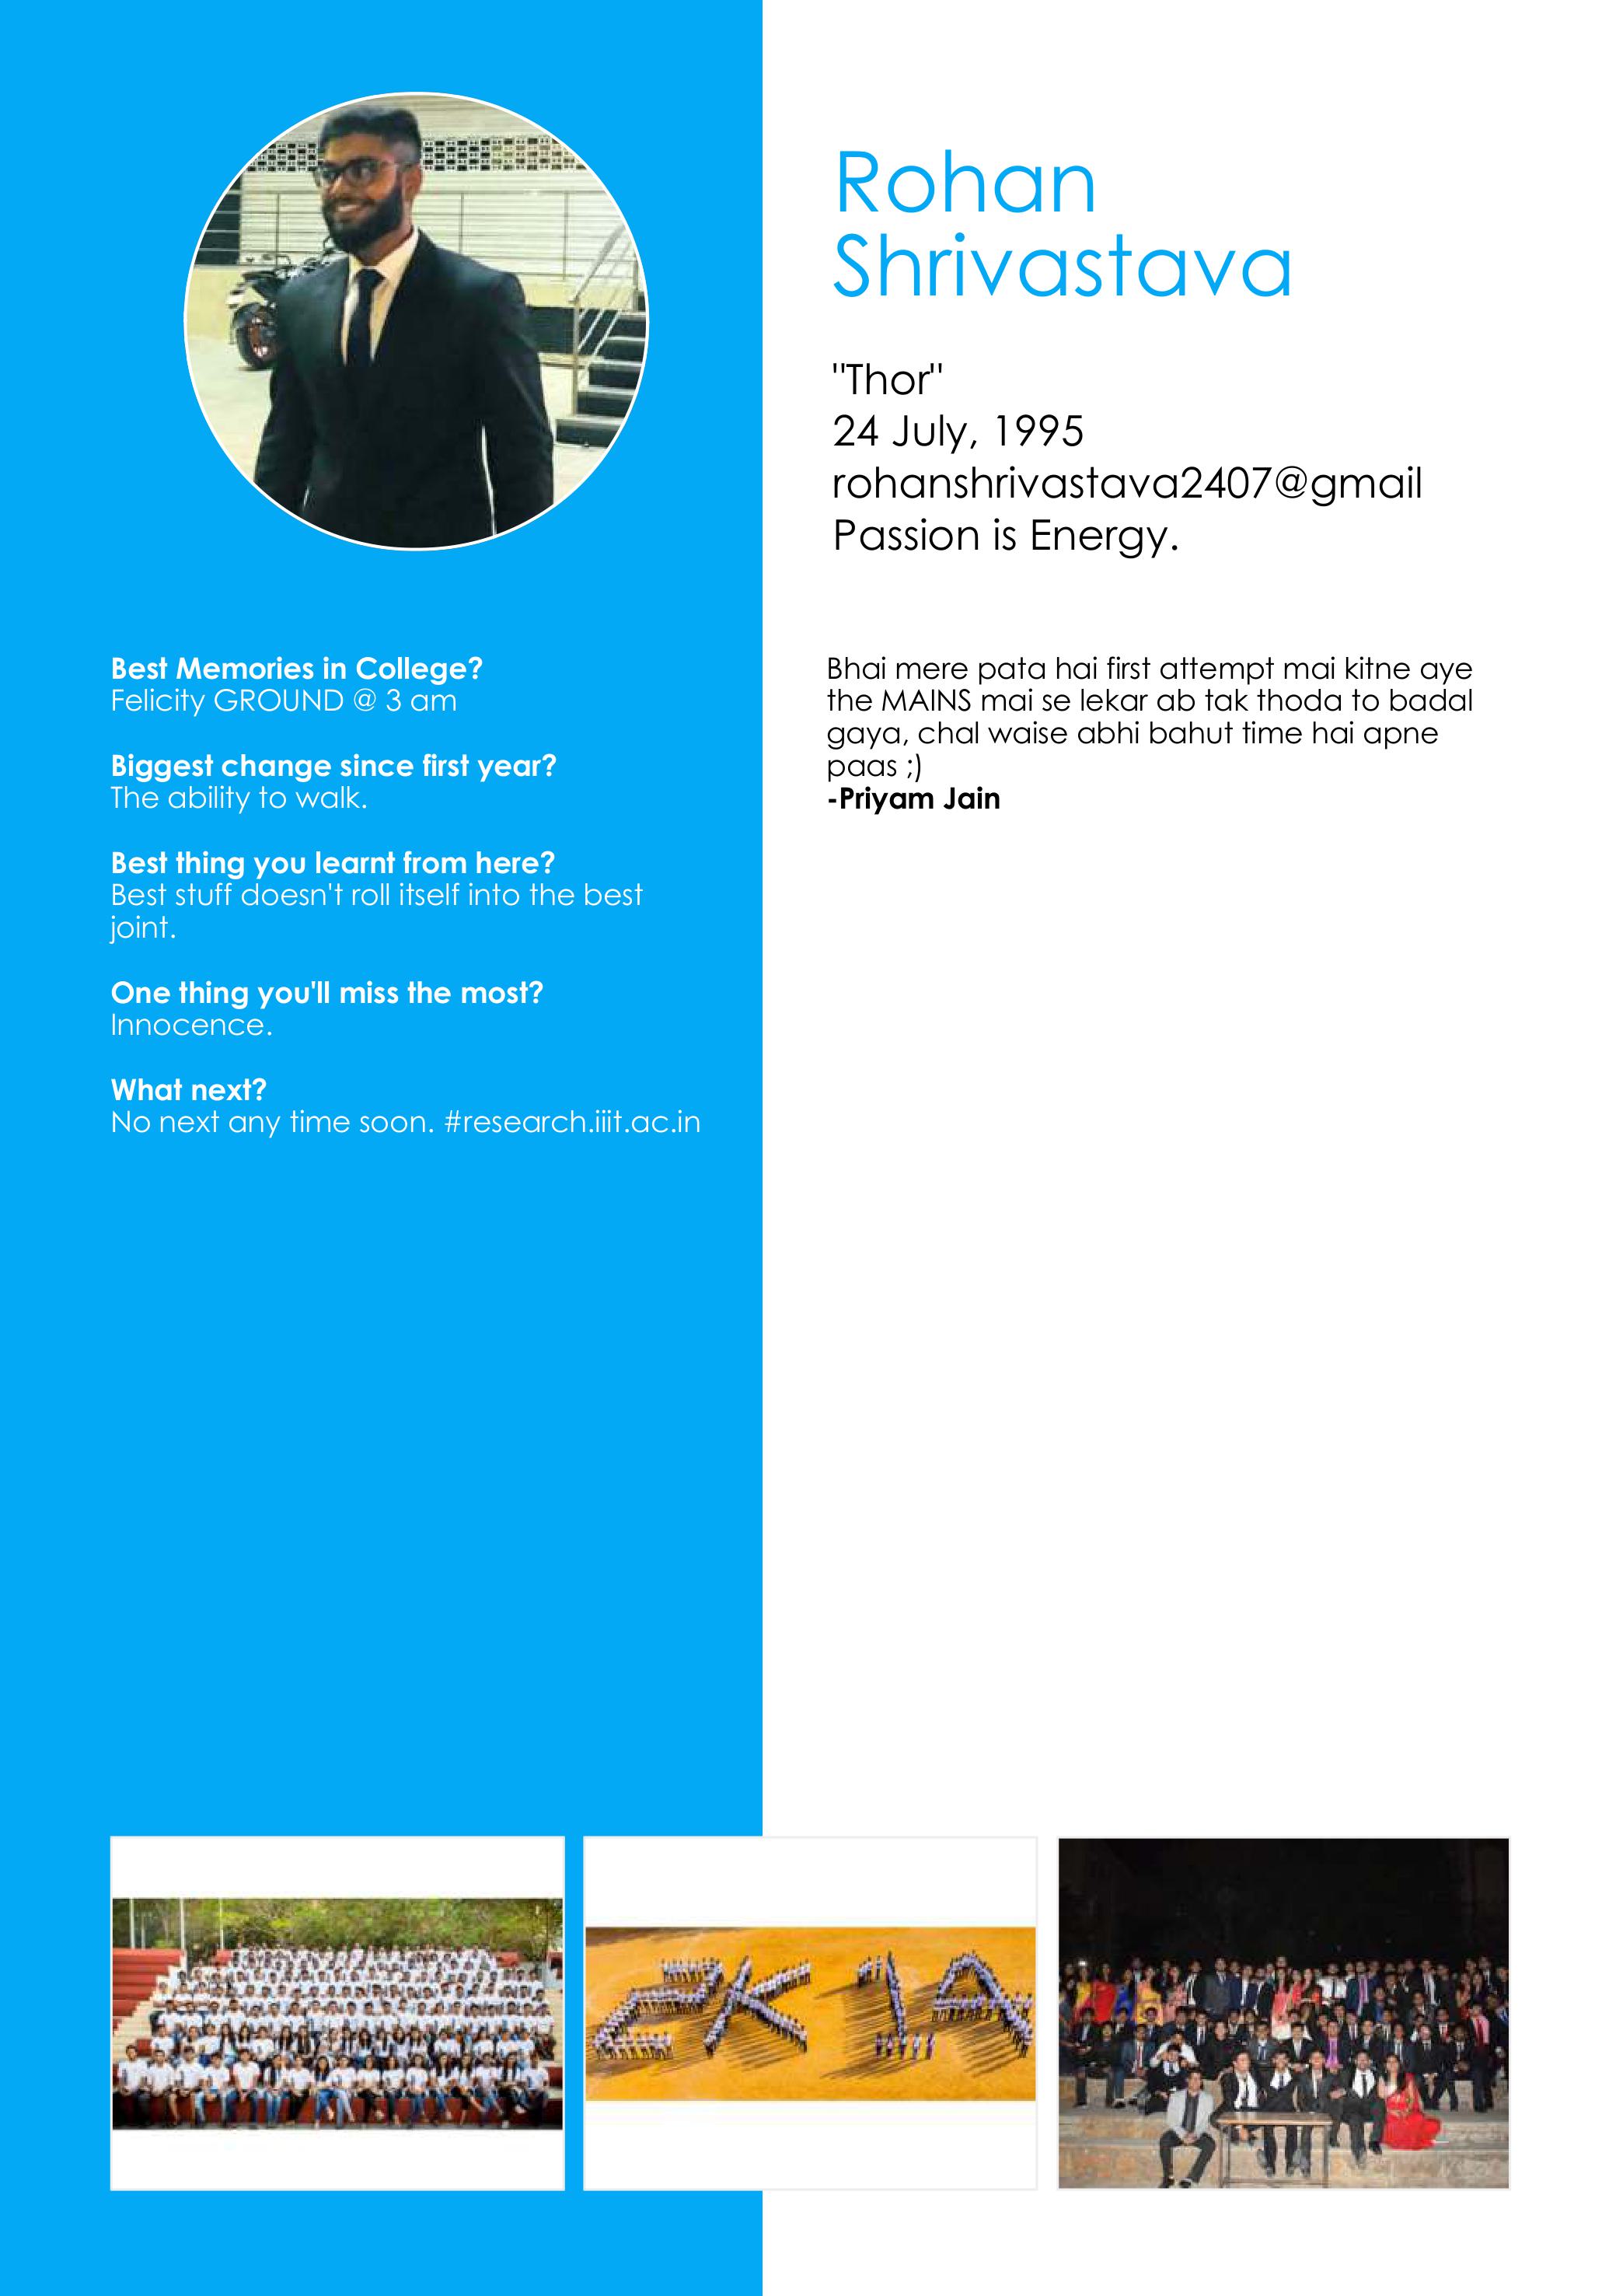 Rohan
Shrivastava
"Thor"
24 July, 1995
rohanshrivastava2407@gmail
Passion is Energy.
Best Memories in College?
Felicity GROUND @ 3 am
Biggest change since first year?
The ability to walk.
Best thing you learnt from here?
Best stuff doesn't roll itself into the best
joint.
One thing you'll miss the most?
Innocence.
What next?
No next any time soon. #research.iiit.ac.in
Bhai mere pata hai first attempt mai kitne aye
the MAINS mai se lekar ab tak thoda to badal
gaya, chal waise abhi bahut time hai apne
paas ;)
-Priyam Jain
2K 1A